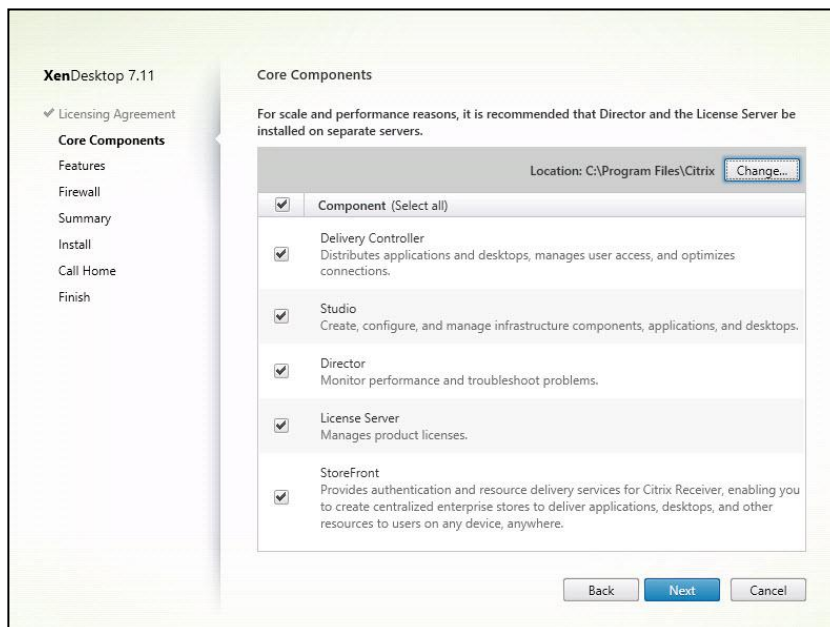 XenDesktop 7.11
Licensing Agreement
Core Components
Features
Firewall
Summary
Install
Call Home
Finish
Core Components
For scale and performance reasons, it is recommended that Director and the License Server be
installed on separate servers.
Location: C:\Program Files\Citrix Change...
Component (Select all)
Delivery Controller
Distributes applications and desktops, manages user access, and optimizes
connections.
Studio
Create, configure, and manage infrastructure components, applications, and desktops.
Director
Monitor performance and troubleshoot problems.
License Server
Manages product licenses.
StoreFront
Provides authentication and resource delivery services for Citrix Receiver, enabling you
to create centralized enterprise stores to deliver applications, desktops, and other
resources to users on any device, anywhere.
Back Next Cancel